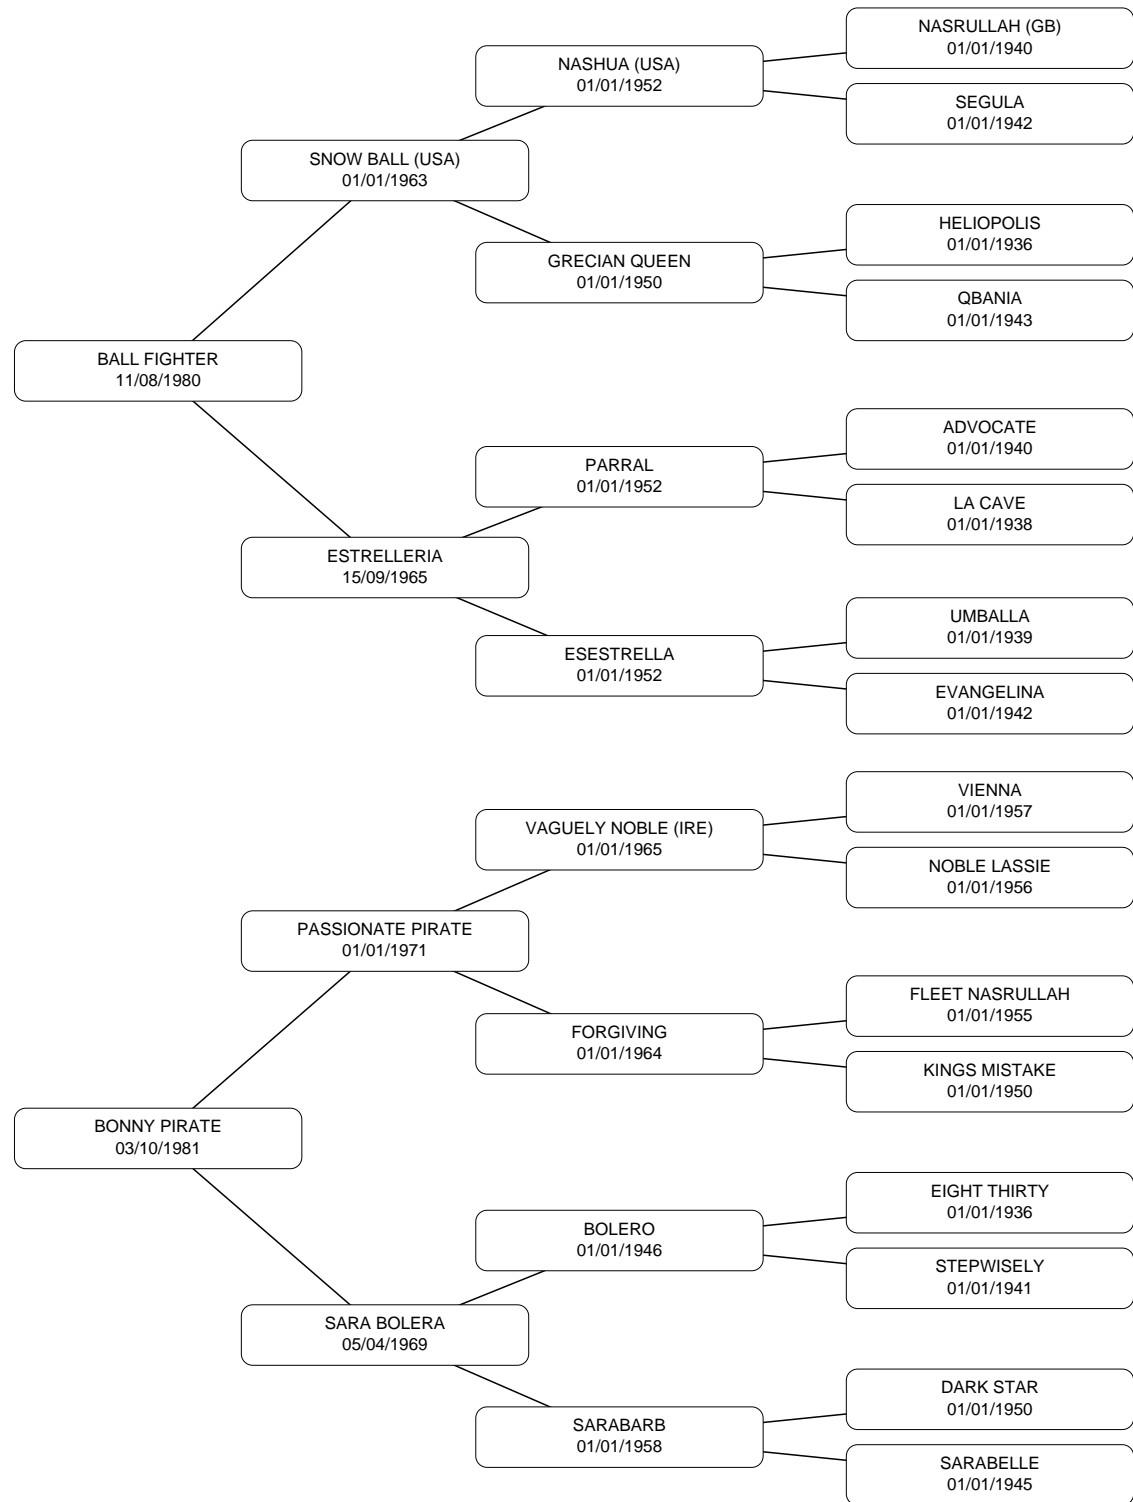 NASRULLAH (GB)
01/01/1940
NASHUA (USA)
01/01/1952
SEGULA
01/01/1942
SNOW BALL (USA)
01/01/1963
HELIOPOLIS
01/01/1936
GRECIAN QUEEN
01/01/1950
QBANIA
01/01/1943
BALL FIGHTER
11/08/1980
ADVOCATE
01/01/1940
PARRAL
01/01/1952
LA CAVE
01/01/1938
ESTRELLERIA
15/09/1965
UMBALLA
01/01/1939
ESESTRELLA
01/01/1952
EVANGELINA
01/01/1942
VIENNA
01/01/1957
VAGUELY NOBLE (IRE)
01/01/1965
NOBLE LASSIE
01/01/1956
PASSIONATE PIRATE
01/01/1971
FLEET NASRULLAH
01/01/1955
FORGIVING
01/01/1964
KINGS MISTAKE
01/01/1950
BONNY PIRATE
03/10/1981
EIGHT THIRTY
01/01/1936
BOLERO
01/01/1946
STEPWISELY
01/01/1941
SARA BOLERA
05/04/1969
DARK STAR
01/01/1950
SARABARB
01/01/1958
SARABELLE
01/01/1945